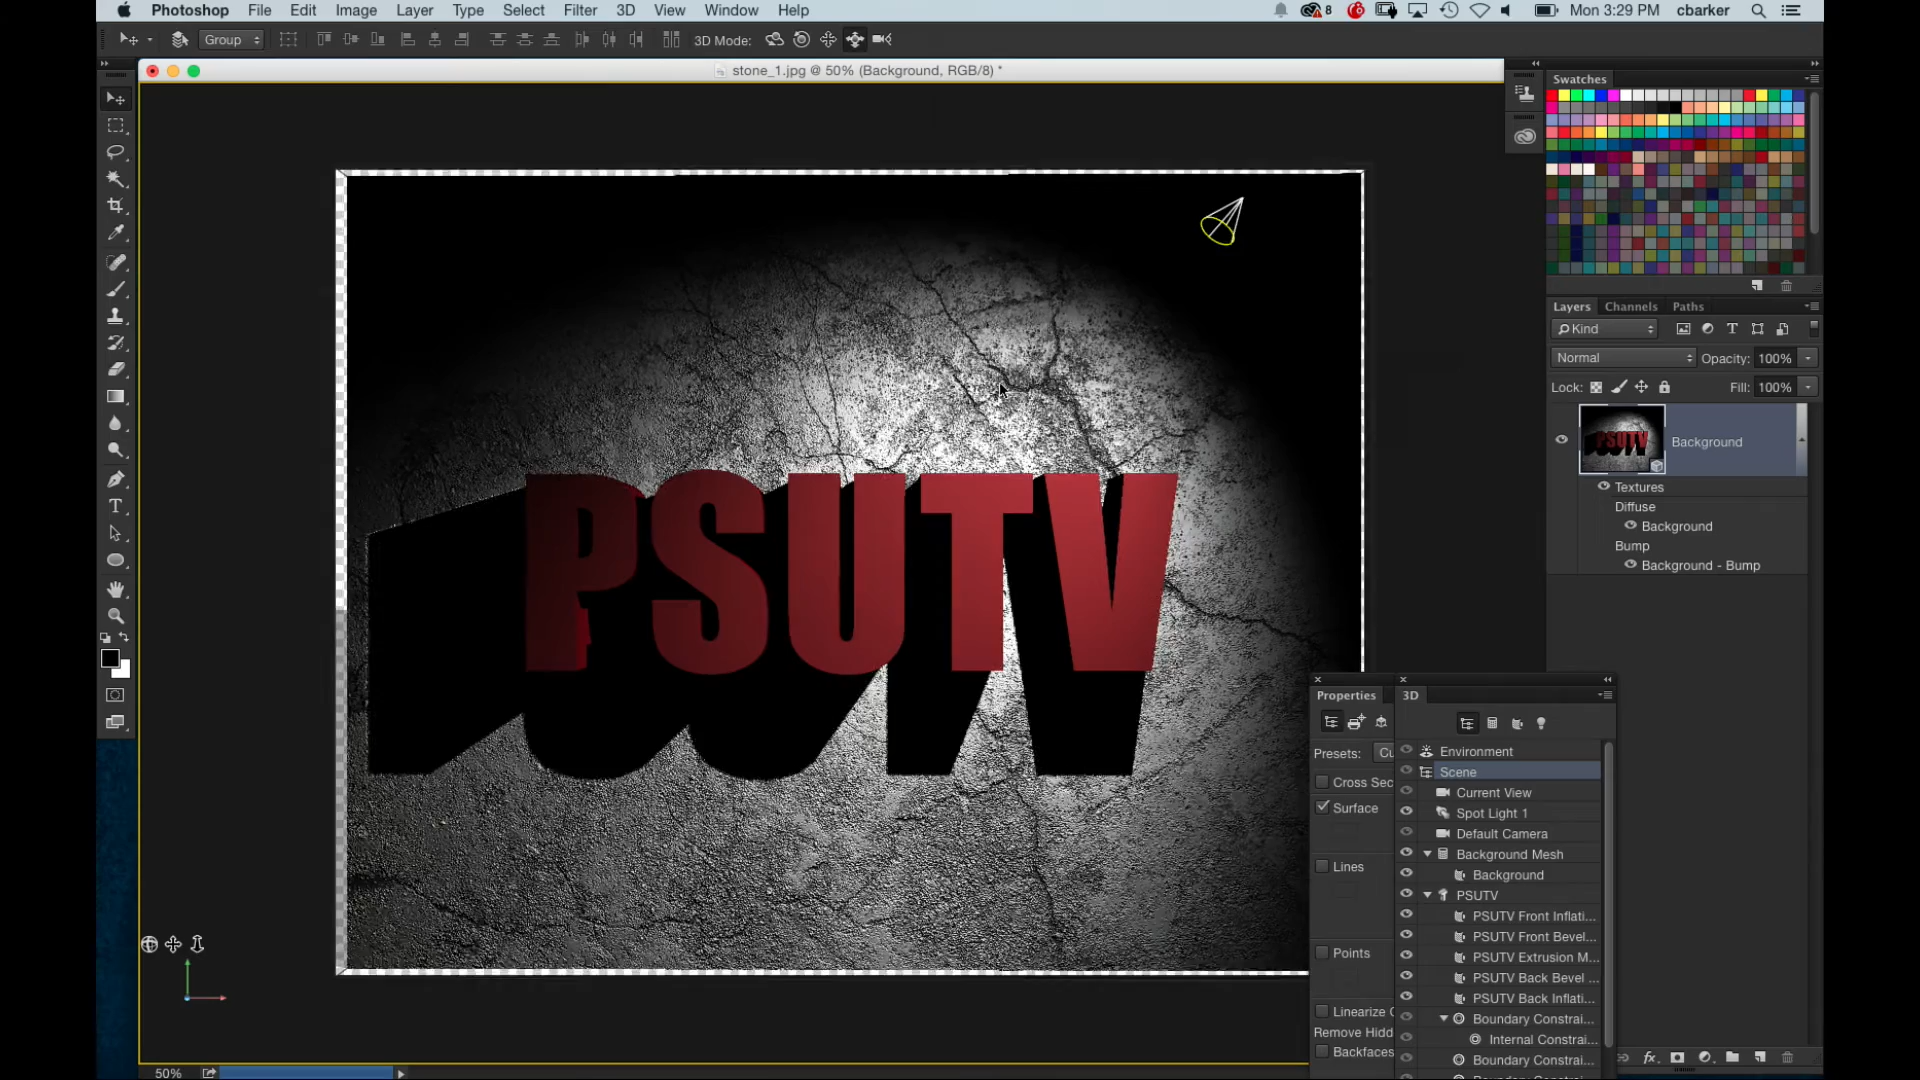 Photoshop File Edit Image Layer Type Select Filter 3D View Window Help 8 Mon 3:29 PM cbarker
Group 3D Mode:
stone_1.jpg @ 50% (Background, RGB/8) *
Swatches
Layers Channels Paths
Kind
Normal Opacity: 100%
Lock: Fill: 100%
Background
Textures
Diffuse
Background
Bump
Background - Bump
PSUTV
Properties
Presets: Cu
Cross Sec
Surface
Lines
Points
Linearize C
Remove Hidd
Backfaces
3D
Environment
Scene
Current View
Spot Light 1
Default Camera
Background Mesh
Background
PSUTV
PSUTV Front Inflati...
PSUTV Front Bevel...
PSUTV Extrusion M...
PSUTV Back Bevel ...
PSUTV Back Inflati...
Boundary Constrai...
Internal Constrai...
Boundary Constrai...
50%
fx